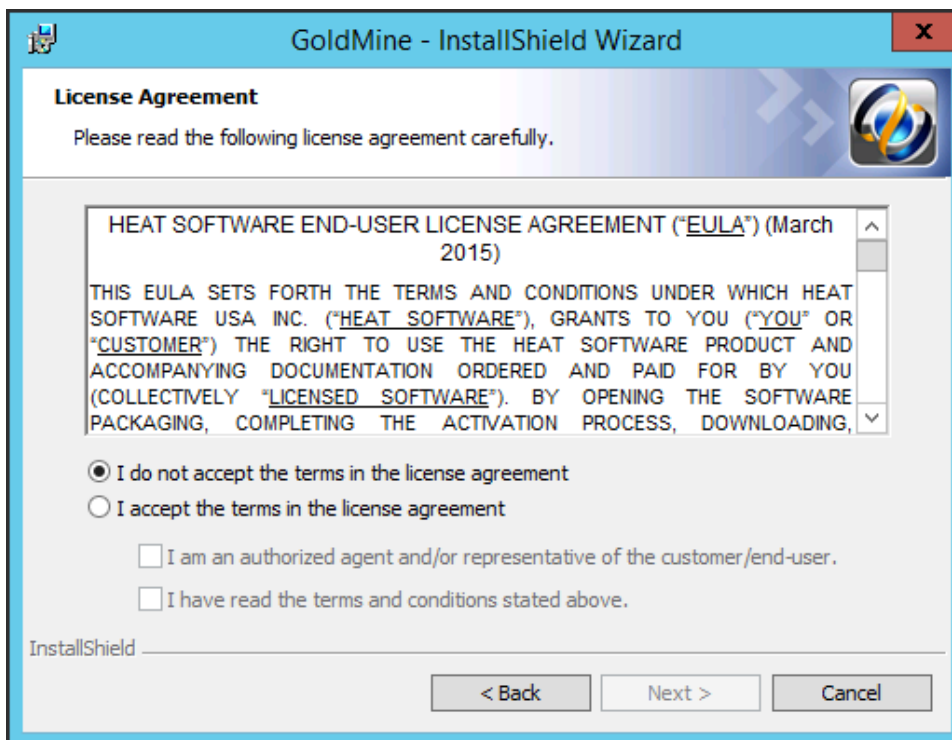 GoldMine - InstallShield Wizard
x
License Agreement
Please read the following license agreement carefully.
HEAT SOFTWARE END-USER LICENSE AGREEMENT (“EULA”) (March
2015)
THIS EULA SETS FORTH THE TERMS AND CONDITIONS UNDER WHICH HEAT
SOFTWARE USA INC. (“HEAT SOFTWARE”), GRANTS TO YOU (“YOU” OR
“CUSTOMER”) THE RIGHT TO USE THE HEAT SOFTWARE PRODUCT AND
ACCOMPANYING DOCUMENTATION ORDERED AND PAID FOR BY YOU
(COLLECTIVELY “LICENSED SOFTWARE”). BY OPENING THE SOFTWARE
PACKAGING, COMPLETING THE ACTIVATION PROCESS, DOWNLOADING,
I do not accept the terms in the license agreement
I accept the terms in the license agreement
I am an authorized agent and/or representative of the customer/end-user.
I have read the terms and conditions stated above.
InstallShield
< Back Next > Cancel